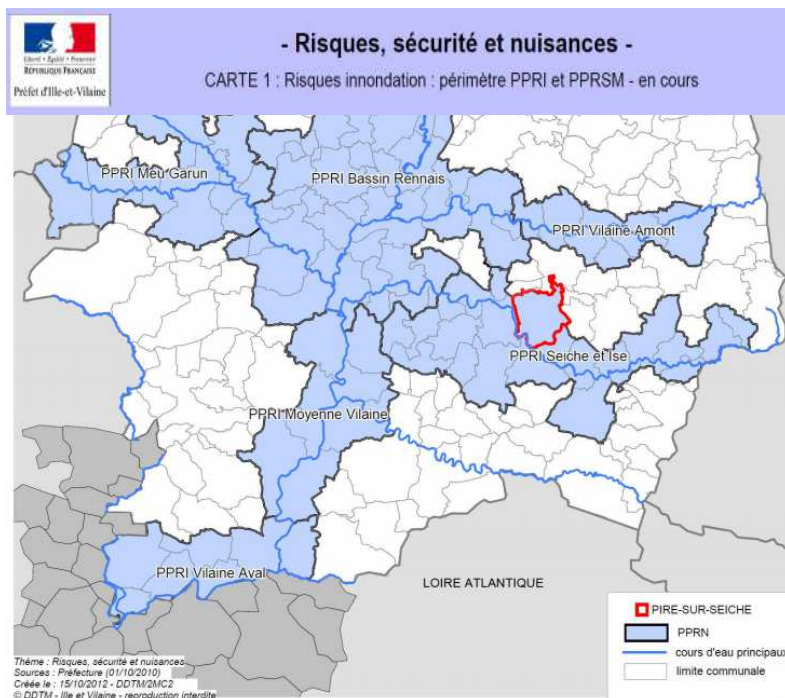 Liberté • Égalité • Fraternité
RÉPUBLIQUE FRANÇAISE
Préfet d'Ille-et-Vilaine
- Risques, sécurité et nuisances -
CARTE 1 : Risques innondation : périmètre PPRI et PPRSM - en cours
PPRI Meu Garun
PPRI Bassin Rennais
PPRI Vilaine Amont
PPRI Seiche et Ise
PPRI Moyenne Vilaine
PPRI Vilaine Aval
LOIRE ATLANTIQUE
PIRE-SUR-SEICHE
PPRN
cours d'eau principaux
limite communale
Thème : Risques, sécurité et nuisances
Sources : Préfecture (01/10/2010)
Créée le : 15/10/2012 - DDTM/2MC2
© DDTM - Ille et Vilaine - reproduction interdite